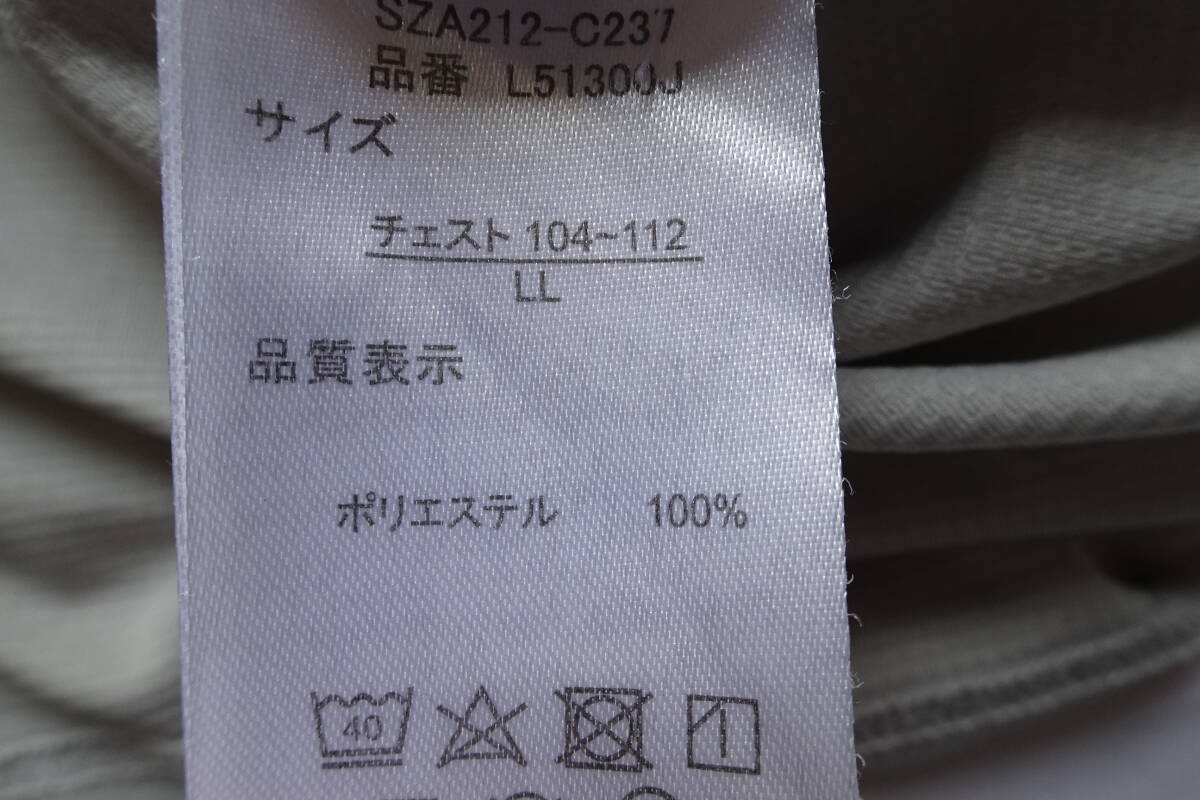 SZA212-C237
品番 L51300J
サイズ
チェスト 104~112
LL
品質表示
ポリエステル 100%
40